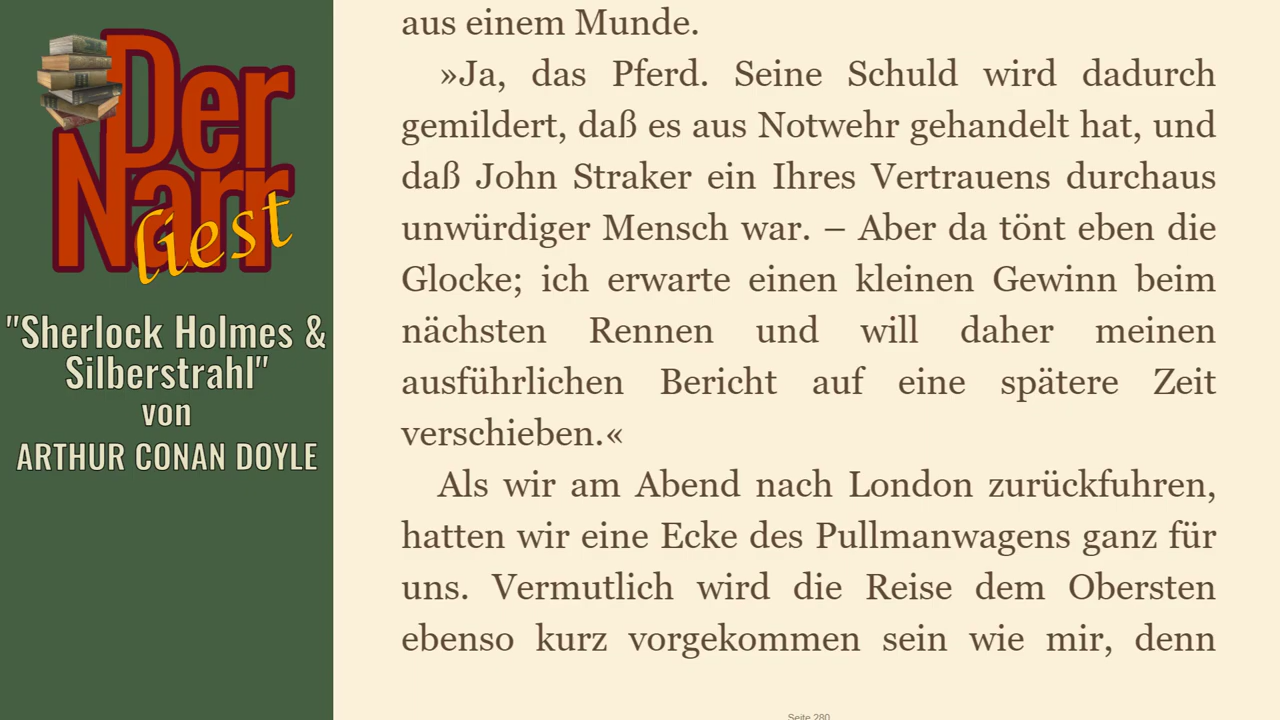 Der
Narr
liest
"Sherlock Holmes &
Silberstrahl"
von
ARTHUR CONAN DOYLE
aus einem Munde.
»Ja, das Pferd. Seine Schuld wird dadurch
gemildert, daß es aus Notwehr gehandelt hat, und
daß John Straker ein Ihres Vertrauens durchaus
unwürdiger Mensch war. – Aber da tönt eben die
Glocke; ich erwarte einen kleinen Gewinn beim
nächsten Rennen und will daher meinen
ausführlichen Bericht auf eine spätere Zeit
verschieben.«
Als wir am Abend nach London zurückfuhren,
hatten wir eine Ecke des Pullmanwagens ganz für
uns. Vermutlich wird die Reise dem Obersten
ebenso kurz vorgekommen sein wie mir, denn
Seite 280